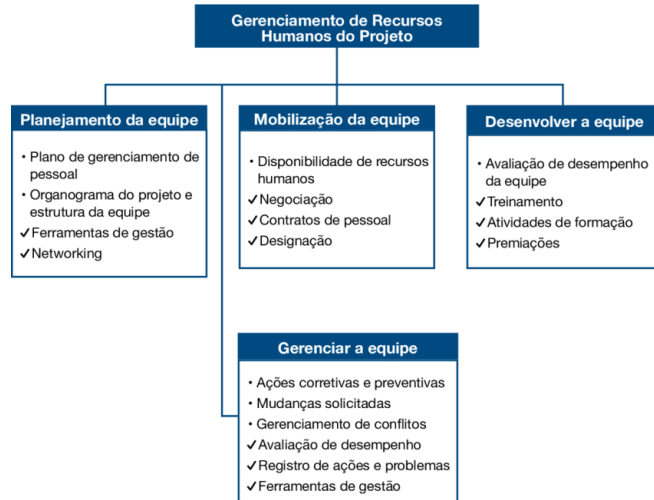 Gerenciamento de Recursos
Humanos do Projeto
Planejamento da equipe
• Plano de gerenciamento de
pessoal
• Organograma do projeto e
estrutura da equipe
✓Ferramentas de gestão
✓Networking
Mobilização da equipe
• Disponibilidade de recursos
humanos
✓Negociação
✓Contratos de pessoal
✓Designação
Desenvolver a equipe
• Avaliação de desempenho
da equipe
✓Treinamento
✓Atividades de formação
✓Premiações
Gerenciar a equipe
• Ações corretivas e preventivas
• Mudanças solicitadas
• Gerenciamento de conflitos
✓Avaliação de desempenho
✓Registro de ações e problemas
✓Ferramentas de gestão